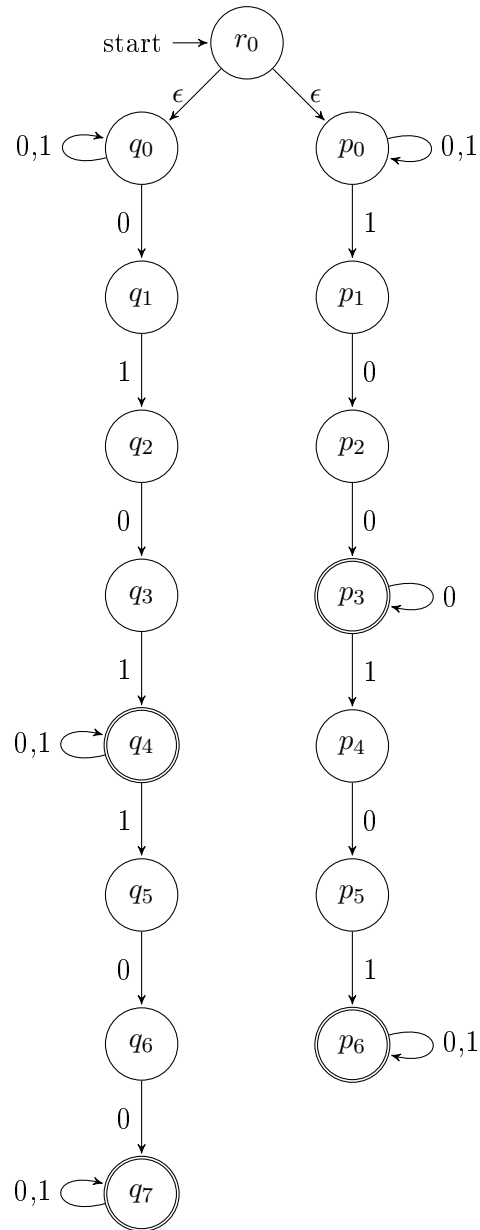 start r₀
ϵ ϵ
0,1 q₀ p₀ 0,1
0 1
q₁ p₁
1 0
q₂ p₂
0 0
q₃ p₃ 0
1 1
0,1 q₄ p₄
1 0
q₅ p₅
0 1
q₆ p₆ 0,1
0
0,1 q₇